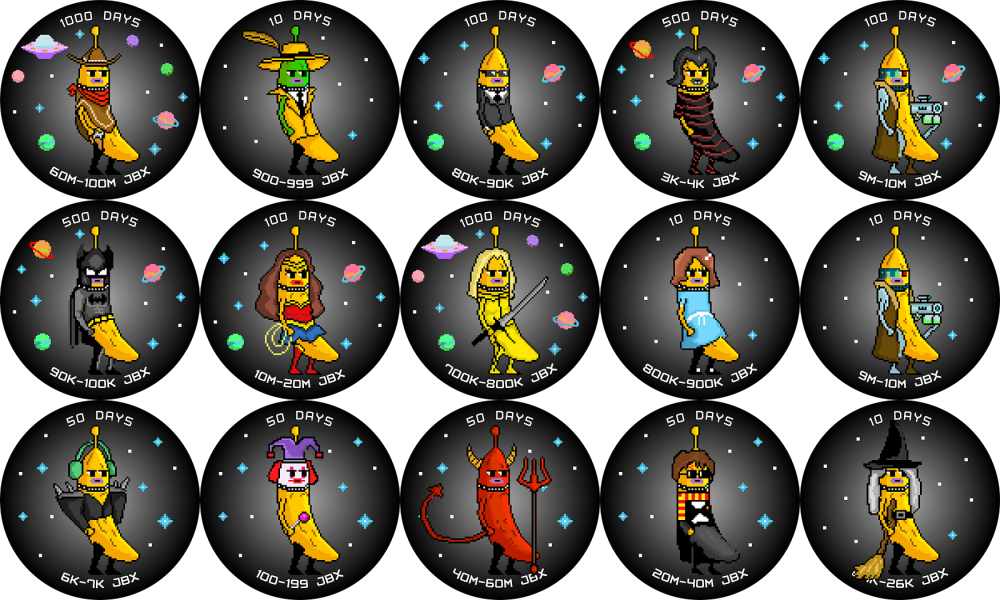 1000 DAYS
60M-100M JBX
10 DAYS
900-999 JBX
100 DAYS
80K-90K JBX
500 DAYS
3K-4K JBX
100 DAYS
9M-10M JBX
500 DAYS
90K-100K JBX
100 DAYS
10M-20M JBX
1000 DAYS
700K-800K JBX
10 DAYS
800K-900K JBX
10 DAYS
9M-10M JBX
50 DAYS
6K-7K JBX
50 DAYS
100-199 JBX
50 DAYS
40M-60M JBX
50 DAYS
20M-40M JBX
10 DAYS
JBX